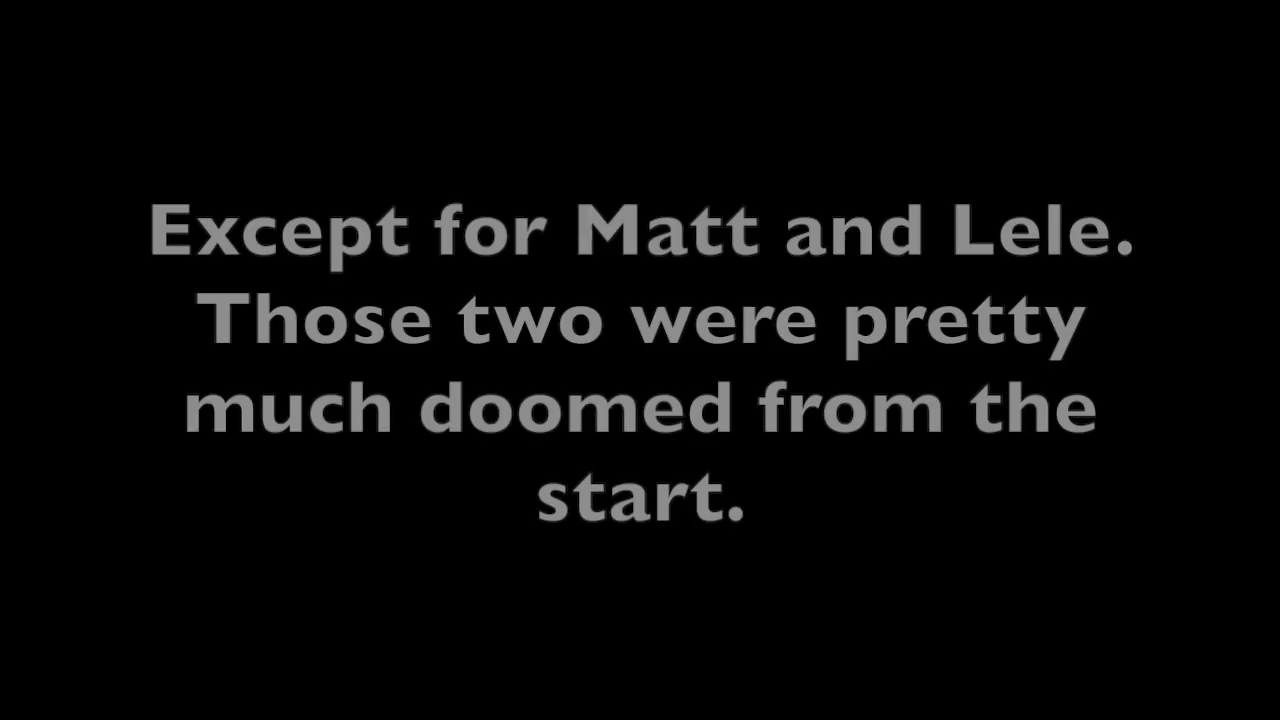 Except for Matt and Lele.
Those two were pretty
much doomed from the
start.